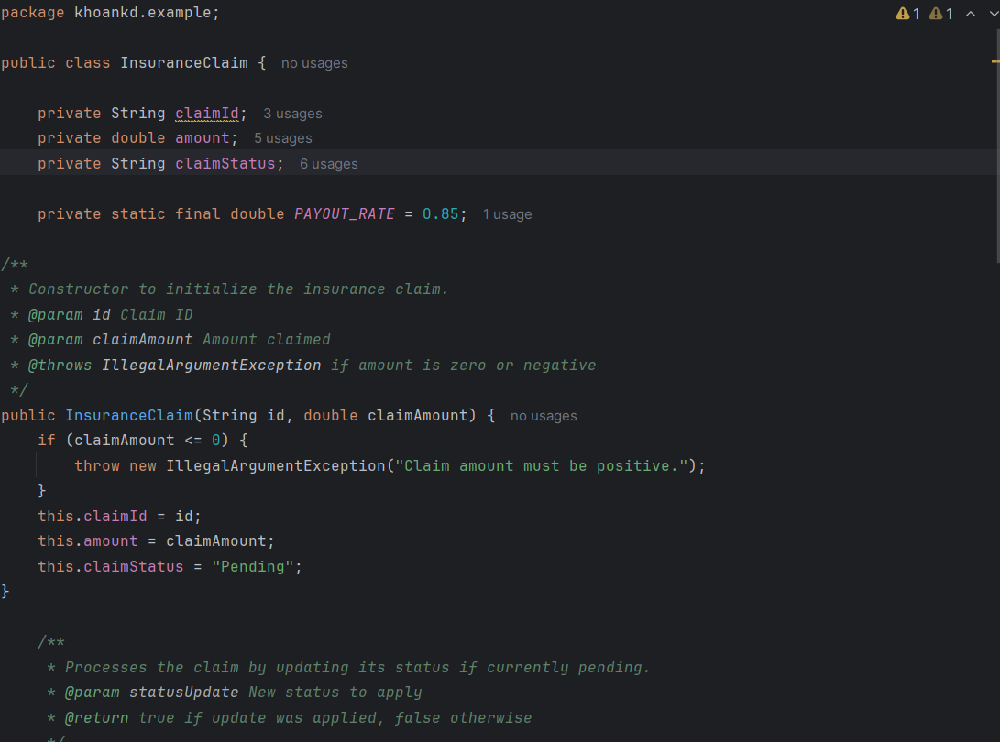 package khoankd.example;
1 1
public class InsuranceClaim { no usages
private String claimId; 3 usages
private double amount; 5 usages
private String claimStatus; 6 usages
private static final double PAYOUT_RATE = 0.85; 1 usage
/**
* Constructor to initialize the insurance claim.
* @param id Claim ID
* @param claimAmount Amount claimed
* @throws IllegalArgumentException if amount is zero or negative
*/
public InsuranceClaim(String id, double claimAmount) { no usages
if (claimAmount <= 0) {
throw new IllegalArgumentException("Claim amount must be positive.");
}
this.claimId = id;
this.amount = claimAmount;
this.claimStatus = "Pending";
}
/**
* Processes the claim by updating its status if currently pending.
* @param statusUpdate New status to apply
* @return true if update was applied, false otherwise
*/